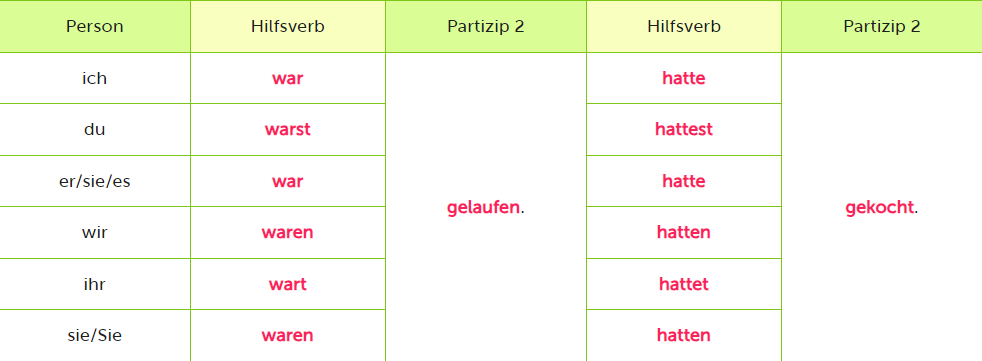 Person Hilfsverb Partizip 2 Hilfsverb Partizip 2
ich war hatte
du warst hattest
er/sie/es war hatte
gelaufen. gekocht.
wir waren hatten
ihr wart hattet
sie/Sie waren hatten